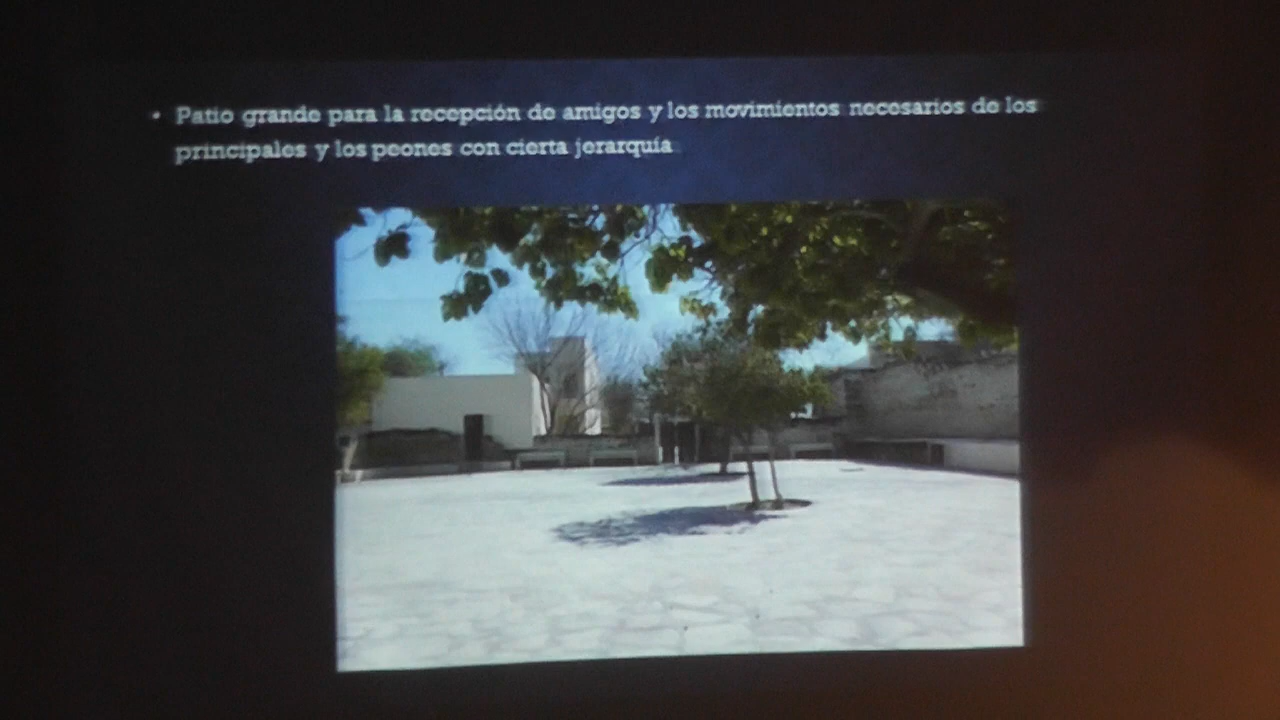 • Patio grande para la recepción de amigos y los movimientos necesarios de los
principales y los peones con cierta jerarquía